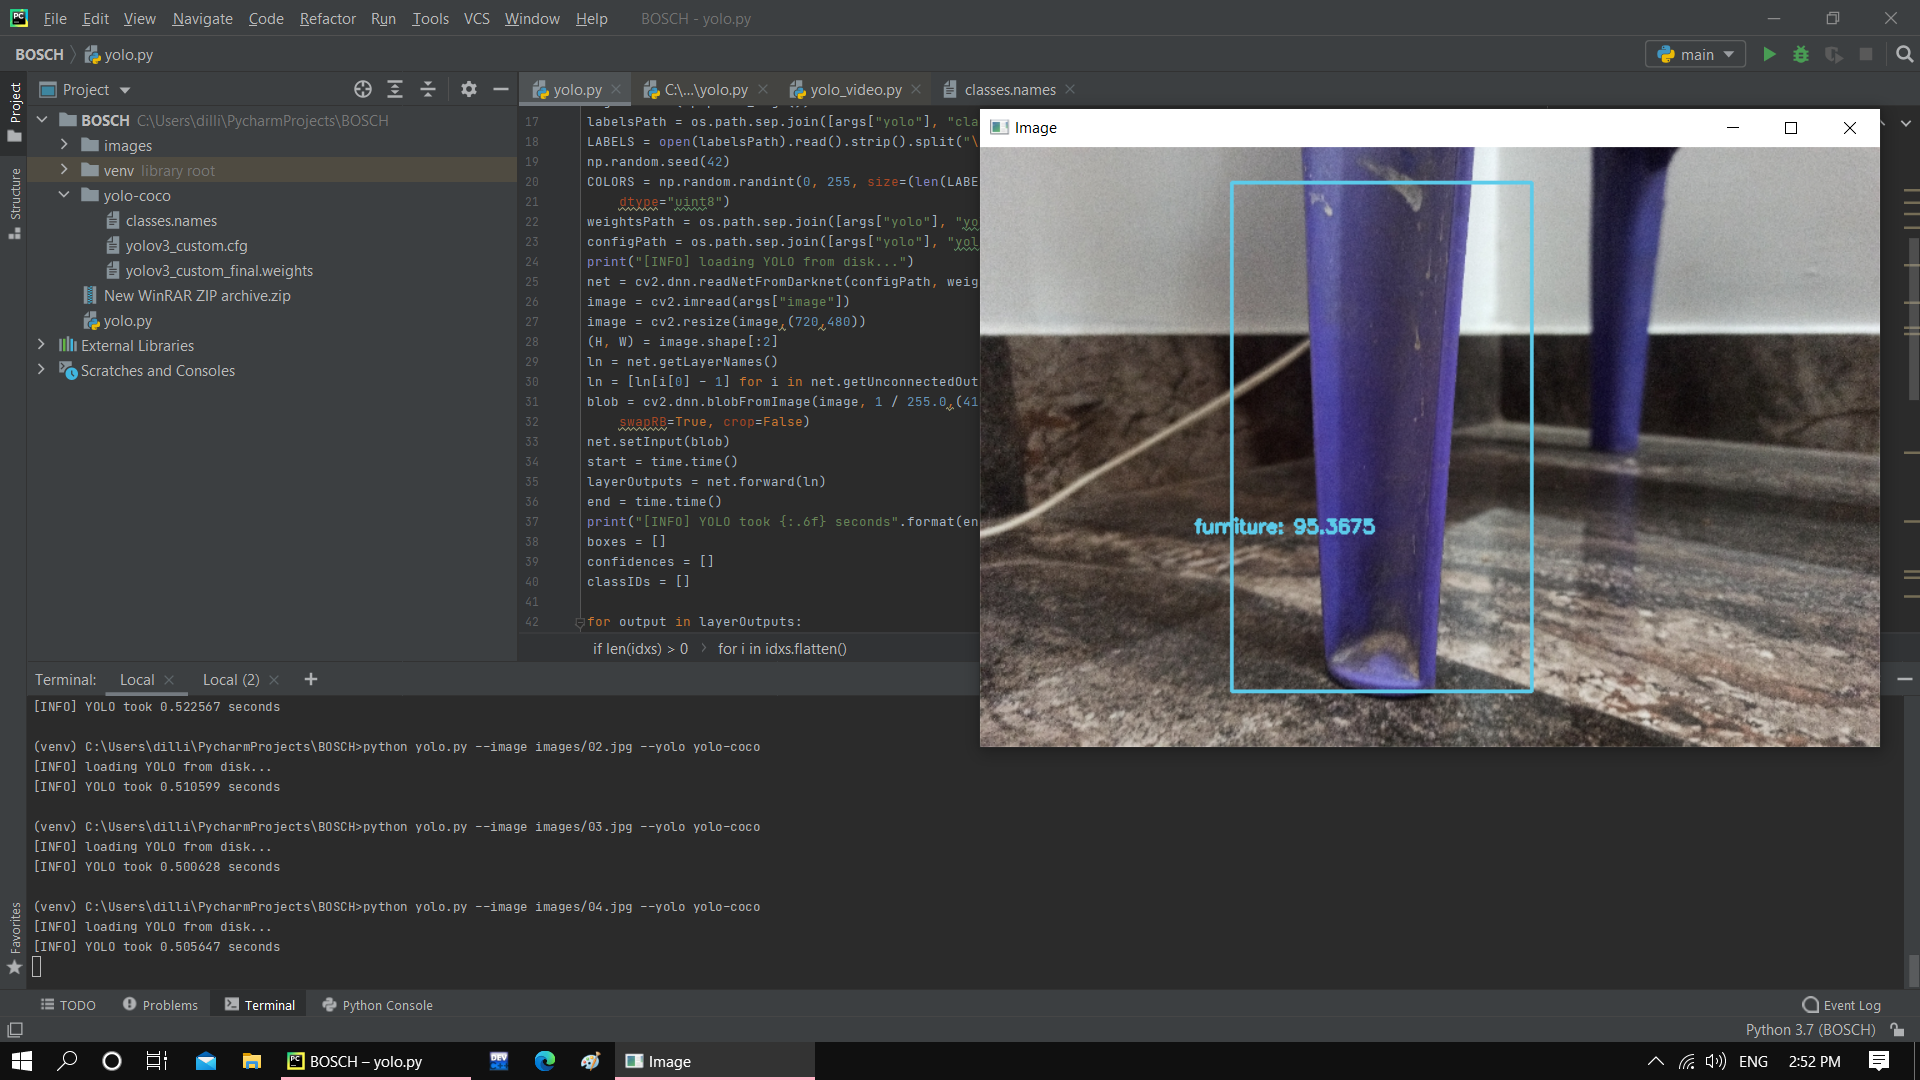 File Edit View Navigate Code Refactor Run Tools VCS Window Help BOSCH - yolo.py
BOSCH yolo.py
main
Project
yolo.py C:\...\yolo.py yolo_video.py classes.names
BOSCH C:\Users\dilli\PycharmProjects\BOSCH
images
venv library root
yolo-coco
classes.names
yolov3_custom.cfg
yolov3_custom_final.weights
New WinRAR ZIP archive.zip
yolo.py
External Libraries
Scratches and Consoles
Project
Structure
Favorites
17 labelsPath = os.path.sep.join([args["yolo"], "cla
18 LABELS = open(labelsPath).read().strip().split("\
19 np.random.seed(42)
20 COLORS = np.random.randint(0, 255, size=(len(LABE
21 dtype="uint8")
22 weightsPath = os.path.sep.join([args["yolo"], "yo
23 configPath = os.path.sep.join([args["yolo"], "yol
24 print("[INFO] loading YOLO from disk...")
25 net = cv2.dnn.readNetFromDarknet(configPath, weig
26 image = cv2.imread(args["image"])
27 image = cv2.resize(image,(720,480))
28 (H, W) = image.shape[:2]
29 ln = net.getLayerNames()
30 ln = [ln[i[0] - 1] for i in net.getUnconnectedOut
31 blob = cv2.dnn.blobFromImage(image, 1 / 255.0,(41
32 swapRB=True, crop=False)
33 net.setInput(blob)
34 start = time.time()
35 layerOutputs = net.forward(ln)
36 end = time.time()
37 print("[INFO] YOLO took {:.6f} seconds".format(en
38 boxes = []
39 confidences = []
40 classIDs = []
41
42 for output in layerOutputs:
if len(idxs) > 0 for i in idxs.flatten()
Image
furniture: 95.3675
Terminal: Local Local (2)
[INFO] YOLO took 0.522567 seconds
(venv) C:\Users\dilli\PycharmProjects\BOSCH>python yolo.py --image images/02.jpg --yolo yolo-coco
[INFO] loading YOLO from disk...
[INFO] YOLO took 0.510599 seconds
(venv) C:\Users\dilli\PycharmProjects\BOSCH>python yolo.py --image images/03.jpg --yolo yolo-coco
[INFO] loading YOLO from disk...
[INFO] YOLO took 0.500628 seconds
(venv) C:\Users\dilli\PycharmProjects\BOSCH>python yolo.py --image images/04.jpg --yolo yolo-coco
[INFO] loading YOLO from disk...
[INFO] YOLO took 0.505647 seconds
TODO Problems Terminal Python Console Event Log
Python 3.7 (BOSCH)
BOSCH – yolo.py Image ENG 2:52 PM